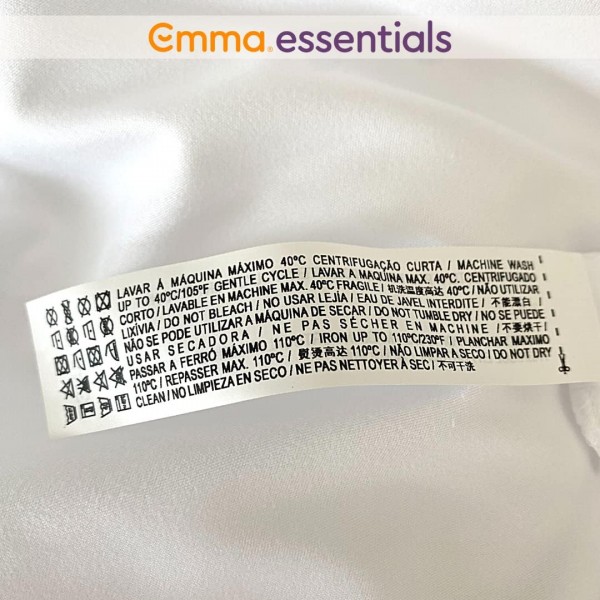 emma® essentials
LAVAR Á MÁQUINA MÁXIMO 40ºC CENTRIFUGAÇÃO CURTA / MACHINE WASH
UP TO 40ºC/105ºF GENTLE CYCLE / LAVAR A MAQUINA MAX. 40ºC. CENTRIFUGADO
CORTO / LAVABLE EN MACHINE MAX. 40ºC FRAGILE / 机洗温度高达 40ºC / NÃO UTILIZAR
LIXÍVIA / DO NOT BLEACH / NO USAR LEJÍA / EAU DE JAVEL INTERDITE / 不能漂白 /
NÃO SE PODE UTILIZAR A MÁQUINA DE SECAR / DO NOT TUMBLE DRY / NO SE PUEDE
USAR SECADORA / NE PAS SÉCHER EN MACHINE / 不要烘干 /
PASSAR A FERRÓ MÁXIMO 110ºC / IRON UP TO 110ºC/230ºF / PLANCHAR MAXIMO
110ºC / REPASSER MAX. 110ºC / 熨烫高达 110ºC / NÃO LIMPAR A SECO / DO NOT DRY
CLEAN / NO LIMPIEZA EN SECO / NE PAS NETTOYER À SEC / 不可干洗